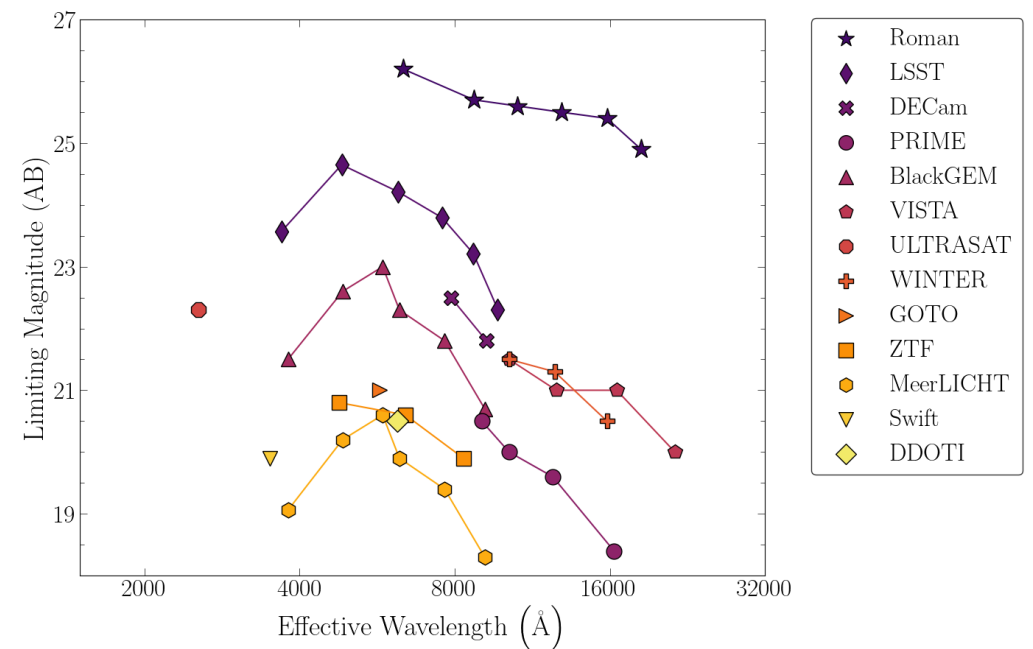 27
25
23
21
19
Limiting Magnitude (AB)
2000
4000
8000
16000
32000
Effective Wavelength (Å)
Roman
LSST
DECam
PRIME
BlackGEM
VISTA
ULTRASAT
WINTER
GOTO
ZTF
MeerLICHT
Swift
DDOTI